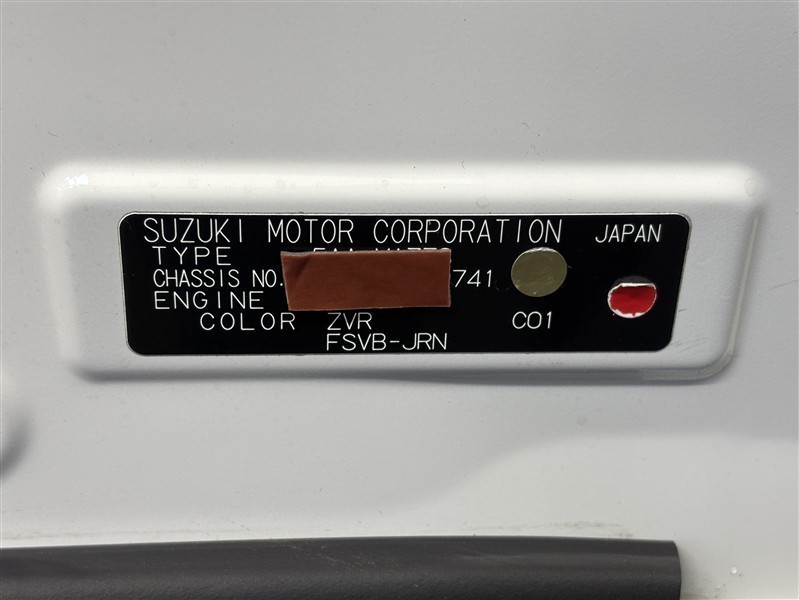 SUZUKI MOTOR CORPORATION JAPAN
TYPE
CHASSIS NO. 741
ENGINE
COLOR ZVR C01
FSVB-JRN